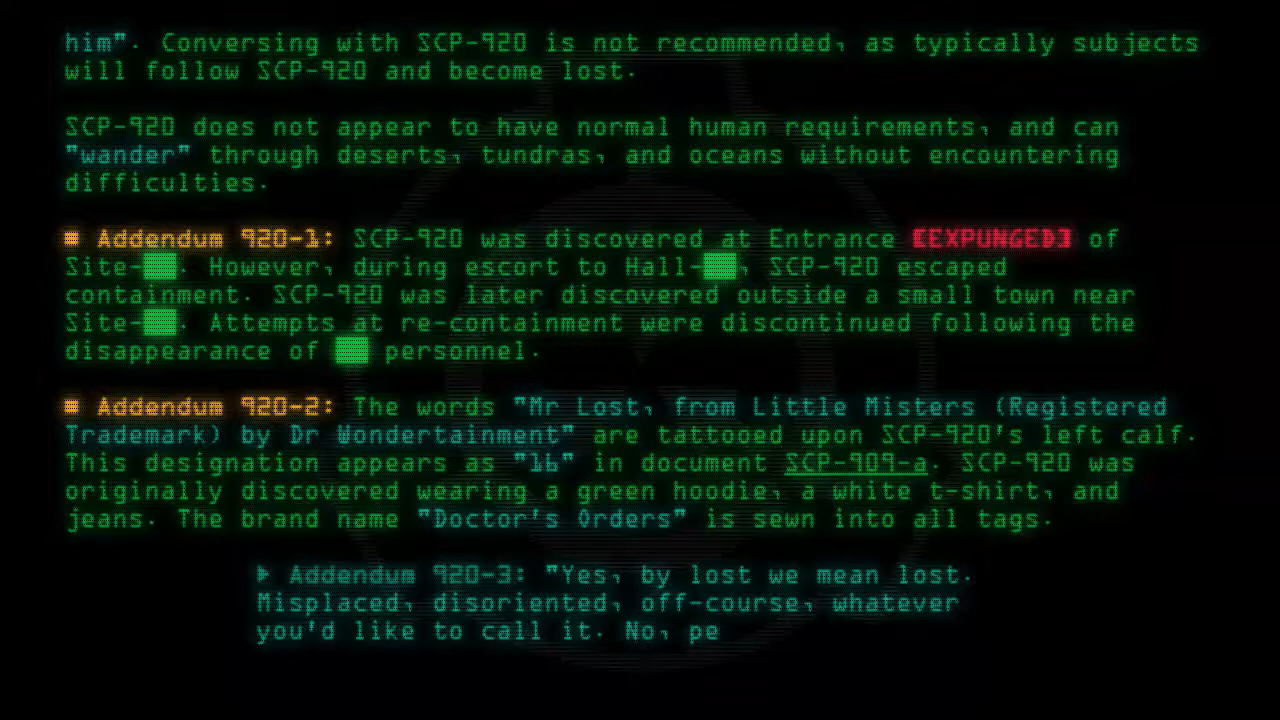 him". Conversing with SCP-920 is not recommended, as typically subjects
will follow SCP-920 and become lost.
SCP-920 does not appear to have normal human requirements, and can
"wander" through deserts, tundras, and oceans without encountering
difficulties.
■ Addendum 920-1: SCP-920 was discovered at Entrance [EXPUNGED] of
Site-██. However, during escort to Hall-██, SCP-920 escaped
containment. SCP-920 was later discovered outside a small town near
Site-██. Attempts at re-containment were discontinued following the
disappearance of ██ personnel.
■ Addendum 920-2: The words "Mr Lost, from Little Misters (Registered
Trademark) by Dr Wondertainment" are tattooed upon SCP-920's left calf.
This designation appears as "16" in document SCP-909-a. SCP-920 was
originally discovered wearing a green hoodie, a white t-shirt, and
jeans. The brand name "Doctor's Orders" is sewn into all tags.
▶ Addendum 920-3: "Yes, by lost we mean lost.
Misplaced, disoriented, off-course, whatever
you'd like to call it. No, pe